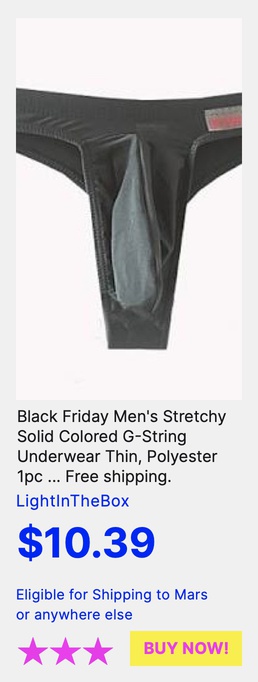 Black Friday Men's Stretchy
Solid Colored G-String
Underwear Thin, Polyester
1pc ... Free shipping.
LightInTheBox
$10.39
Eligible for Shipping to Mars
or anywhere else
BUY NOW!